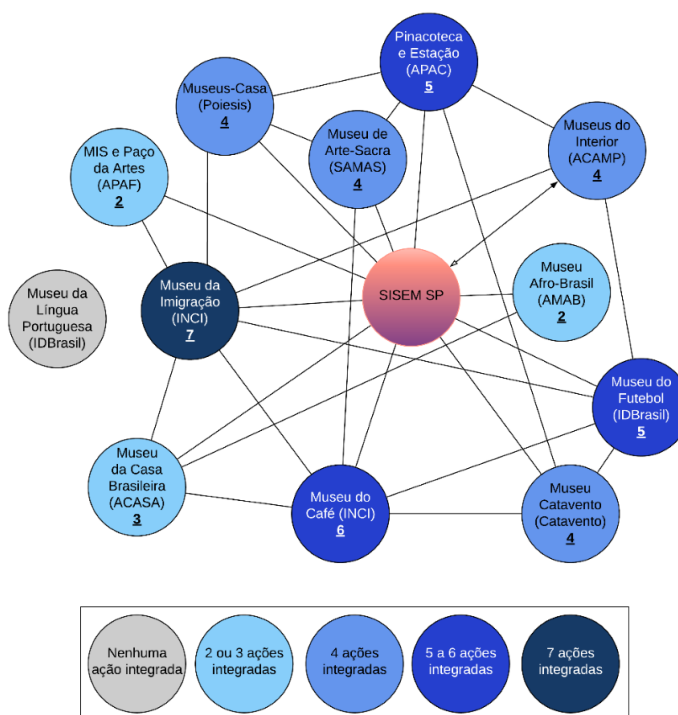 Pinacoteca
e Estação
(APAC)
5
Museus-Casa
(Poiesis)
4
Museu de
Arte-Sacra
(SAMAS)
4
Museus do
Interior
(ACAMP)
4
MIS e Paço
da Artes
(APAF)
2
Museu da
Língua
Portuguesa
(IDBrasil)
Museu da
Imigração
(INCI)
7
SISEM SP
Museu
Afro-Brasil
(AMAB)
2
Museu do
Futebol
(IDBrasil)
5
Museu
da Casa
Brasileira
(ACASA)
3
Museu do
Café (INCI)
6
Museu
Catavento
(Catavento)
4
Nenhuma
ação integrada
2 ou 3 ações
integradas
4 ações
integradas
5 a 6 ações
integradas
7 ações
integradas